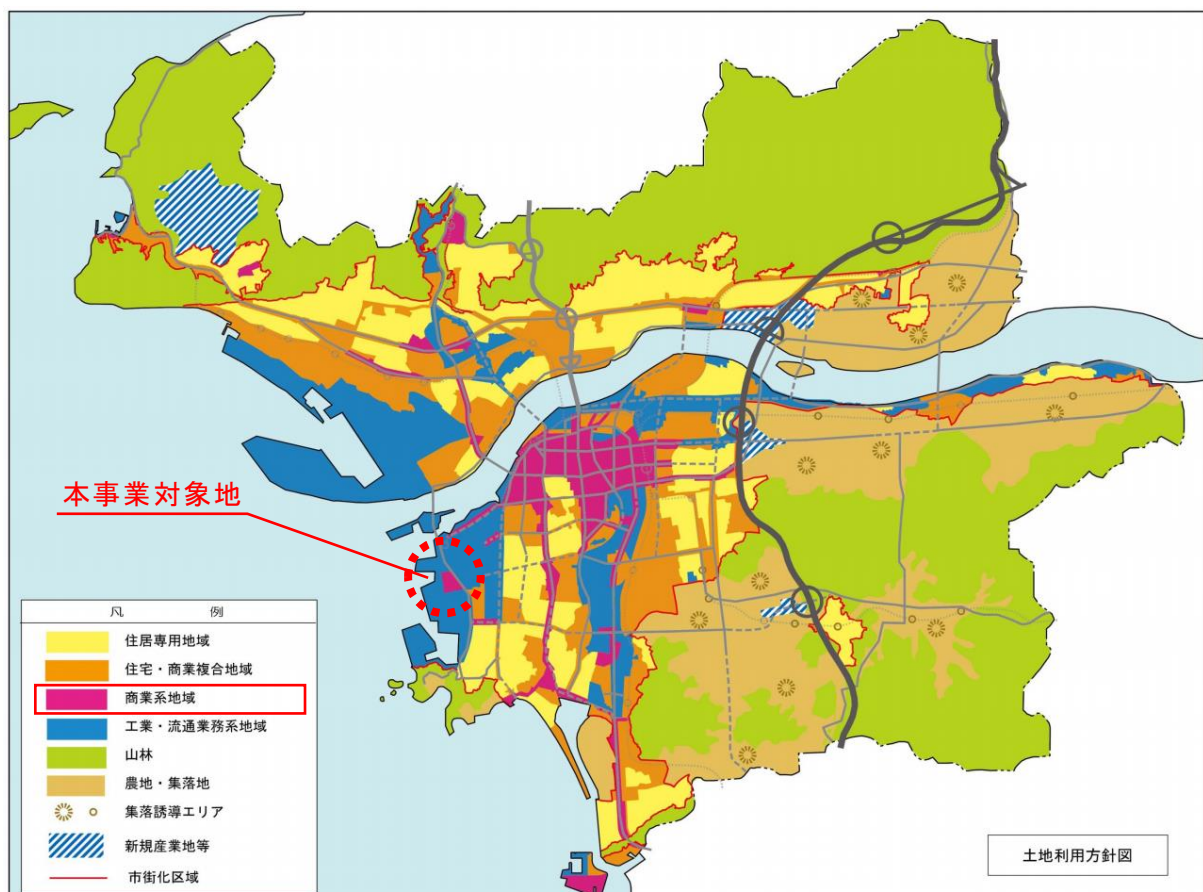 本事業対象地
凡 例
住居専用地域
住宅・商業複合地域
商業系地域
工業・流通業務系地域
山林
農地・集落地
集落誘導エリア
新規産業地等
市街化区域
土地利用方針図